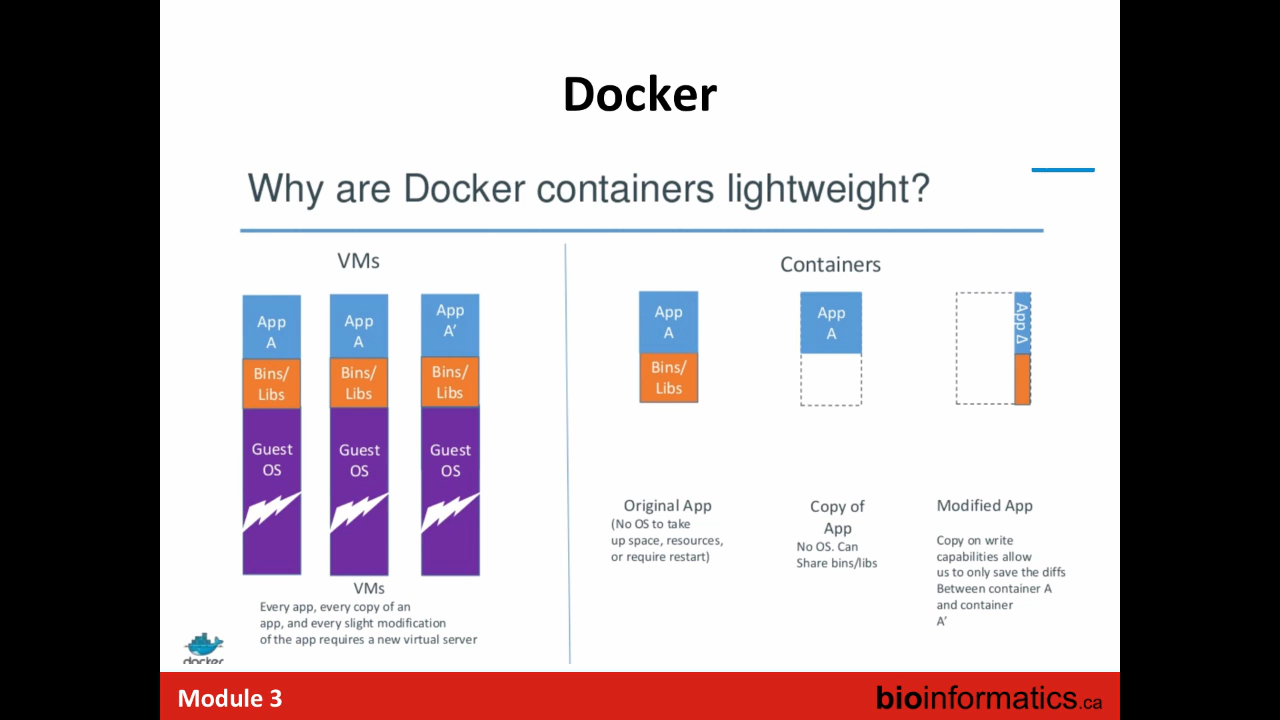 Docker
Why are Docker containers lightweight?
VMs
App
A
Bins/
Libs
Guest
OS
App
A
Bins/
Libs
Guest
OS
App
A′
Bins/
Libs
Guest
OS
VMs
Every app, every copy of an
app, and every slight modification
of the app requires a new virtual server
Containers
App
A
Bins/
Libs
Original App
(No OS to take
up space, resources,
or require restart)
App
A
Copy of
App
No OS. Can
Share bins/libs
App Δ
Modified App
Copy on write
capabilities allow
us to only save the diffs
Between container A
and container
A′
docker
Module 3
bioinformatics.ca